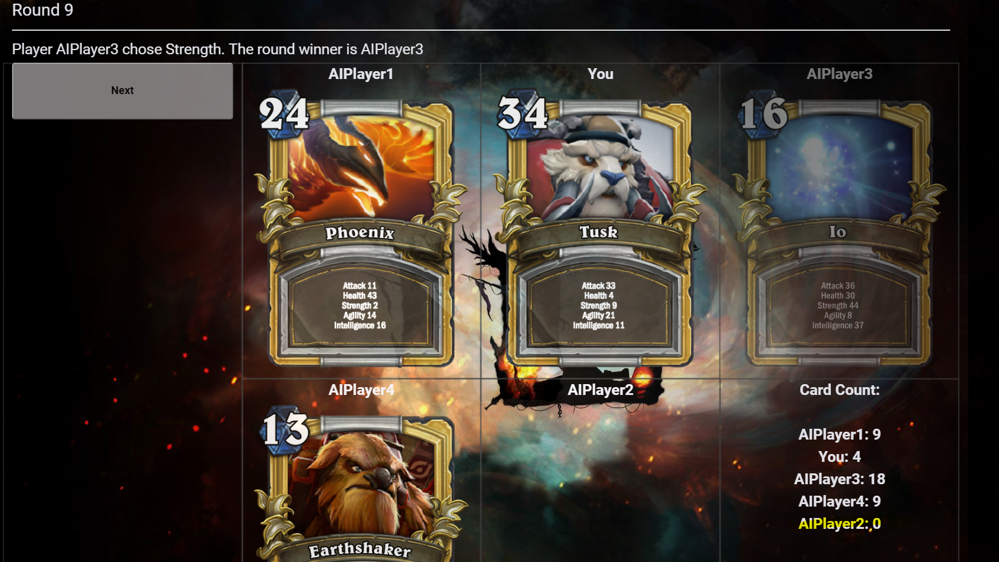 Round 9
Player AIPlayer3 chose Strength. The round winner is AIPlayer3
Next
AIPlayer1
24
Phoenix
Attack 11
Health 43
Strength 2
Agility 14
Intelligence 16
You
34
Tusk
Attack 33
Health 4
Strength 9
Agility 21
Intelligence 11
AIPlayer3
16
Io
Attack 36
Health 30
Strength 44
Agility 8
Intelligence 37
AIPlayer4
13
Earthshaker
AIPlayer2
Card Count:
AIPlayer1: 9
You: 4
AIPlayer3: 18
AIPlayer4: 9
AIPlayer2: 0